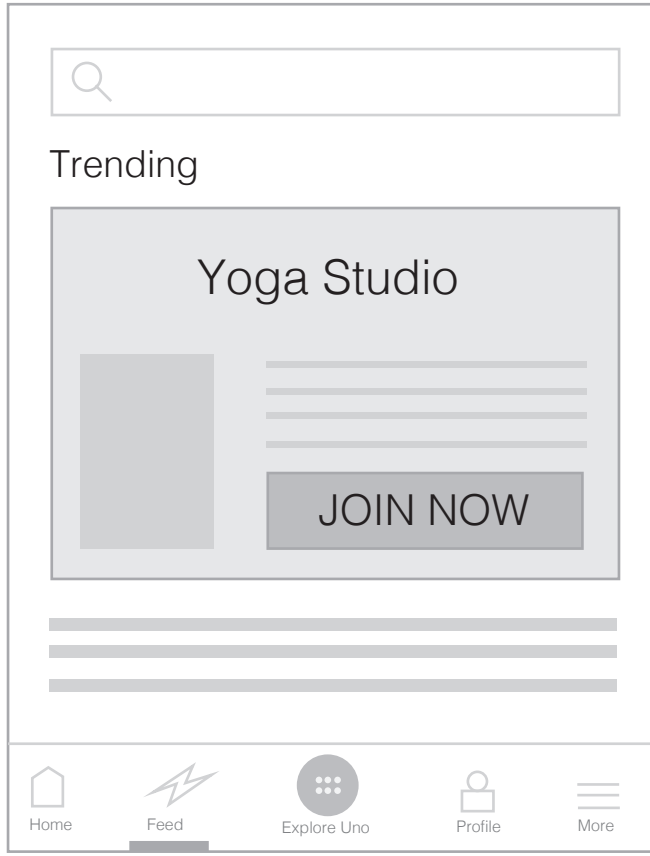 Trending
Yoga Studio
JOIN NOW
Home
Feed
Explore Uno
Profile
More